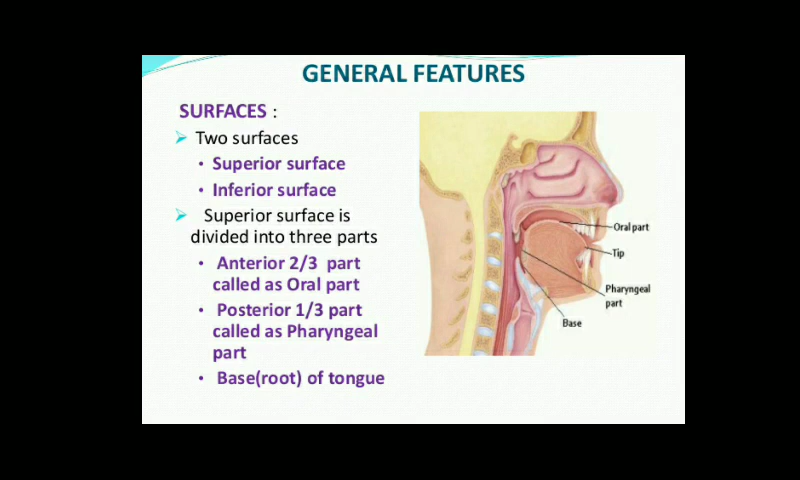 GENERAL FEATURES
SURFACES :
➢ Two surfaces
• Superior surface
• Inferior surface
➢ Superior surface is
divided into three parts
• Anterior 2/3 part
called as Oral part
• Posterior 1/3 part
called as Pharyngeal
part
• Base(root) of tongue
Oral part
Tip
Pharyngeal
part
Base